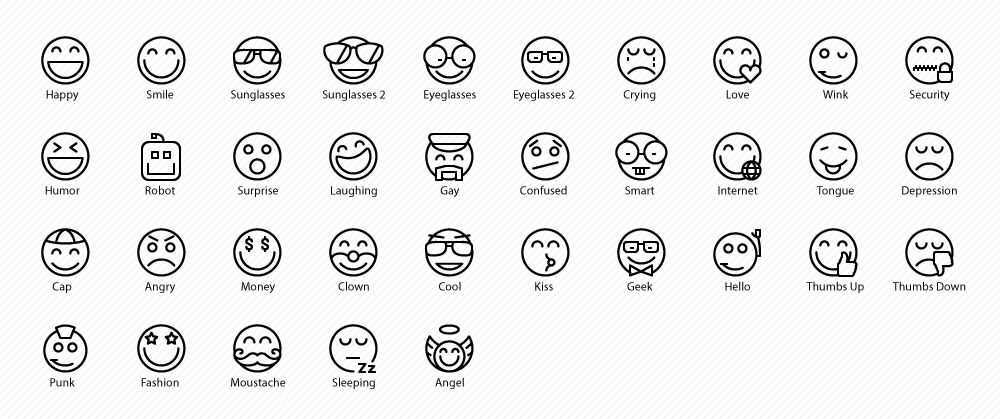 Happy Smile Sunglasses Sunglasses 2 Eyeglasses Eyeglasses 2 Crying Love Wink Security
Humor Robot Surprise Laughing Gay Confused Smart Internet Tongue Depression
Cap Angry Money Clown Cool Kiss Geek Hello Thumbs Up Thumbs Down
Zz
Punk Fashion Moustache Sleeping Angel